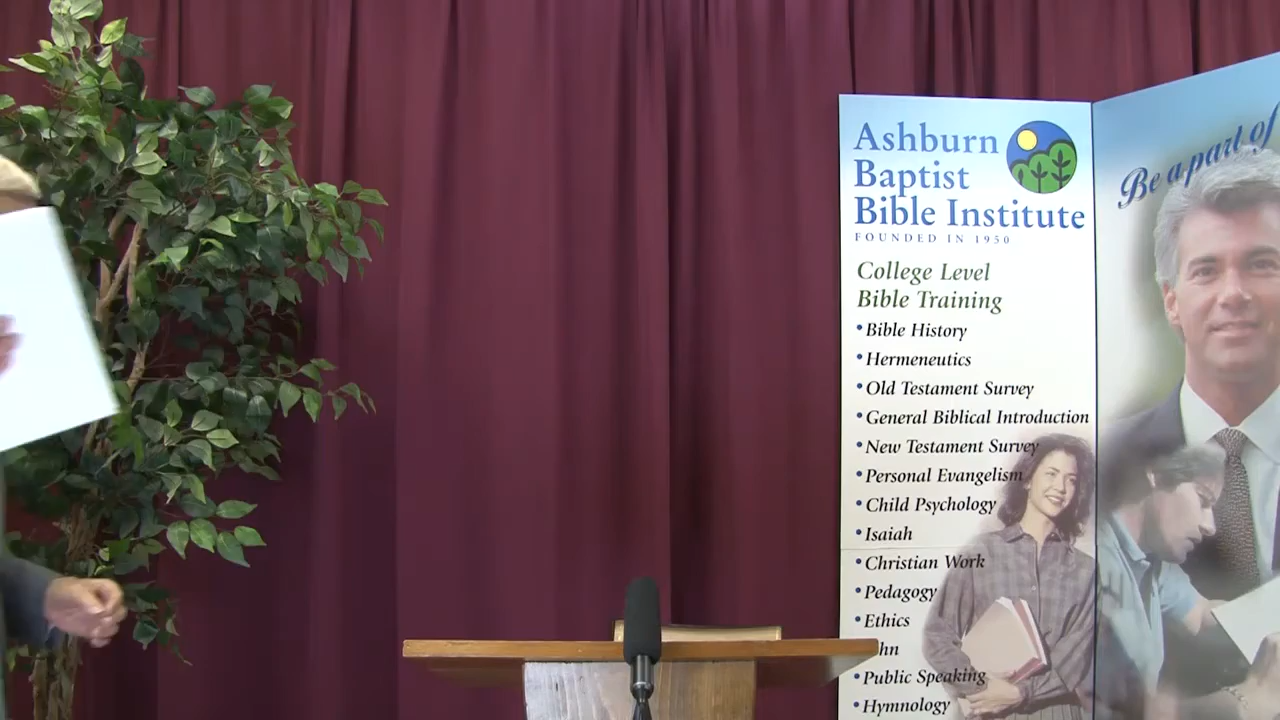 Ashburn
Baptist
Bible Institute
FOUNDED IN 1950
College Level
Bible Training
• Bible History
• Hermeneutics
• Old Testament Survey
• General Biblical Introduction
• New Testament Survey
• Personal Evangelism
• Child Psychology
• Isaiah
• Christian Work
• Pedagogy
• Ethics
hn
• Public Speaking
• Hymnology
Be a part of